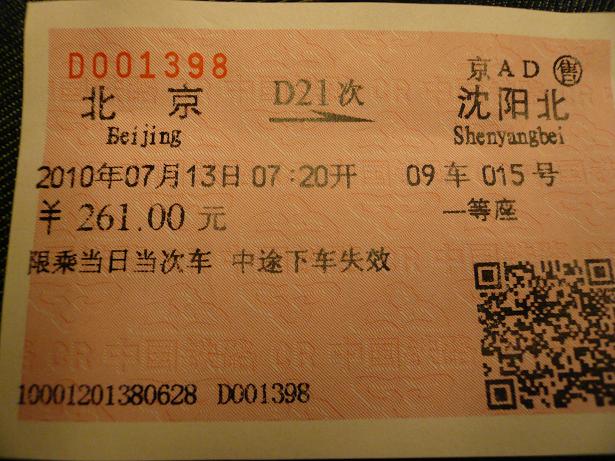 D001398
京AD 售
北京 D21次 沈阳北
Beijing Shenyangbei
2010年07月13日 07:20开 09车 015号
￥261.00元 一等座
限乘当日当次车 中途下车失效
10001201380628 D001398